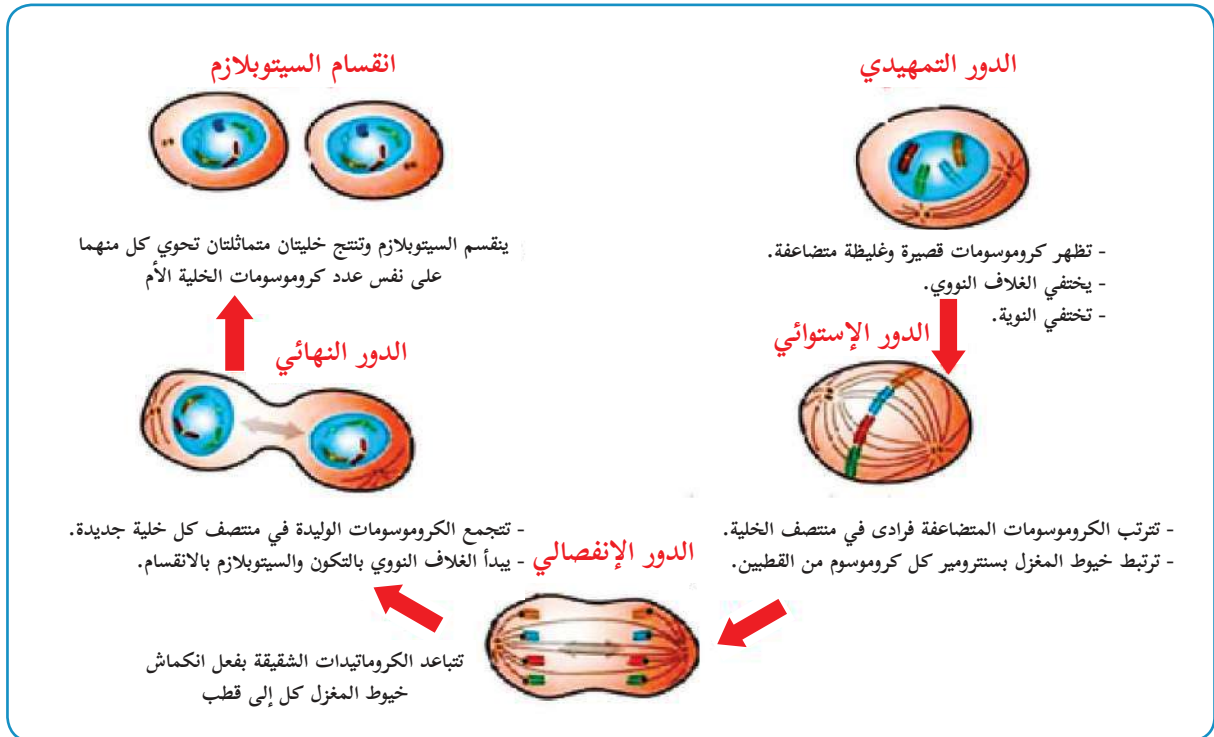 الدور التمهيدي
- تظهر كروموسومات قصيرة وغليظة متضاعفة.
- يختفي الغلاف النووي.
- تختفي النوية.
الدور الإستوائي
- تترتب الكروموسومات المتضاعفة فرادى في منتصف الخلية.
- ترتبط خيوط المغزل بسنترومير كل كروموسوم من القطبين.
الدور الإنفصالي
تتباعد الكروماتيدات الشقيقة بفعل انكماش
خيوط المغزل كل إلى قطب
الدور النهائي
- تتجمع الكروموسومات الوليدة في منتصف كل خلية جديدة.
- يبدأ الغلاف النووي بالتكون والسيتوبلازم بالانقسام.
انقسام السيتوبلازم
ينقسم السيتوبلازم وتنتج خليتان متماثلتان تحوي كل منهما
على نفس عدد كروموسومات الخلية الأم